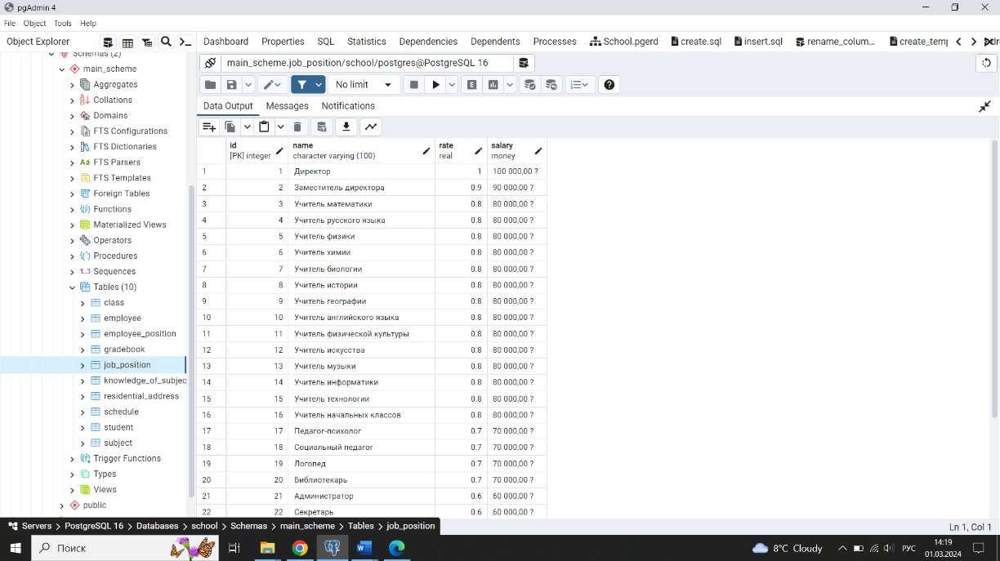 pgAdmin 4
File Object Tools Help
Object Explorer
Dashboard Properties SQL Statistics Dependencies Dependents Processes School.pgerd create.sql insert.sql rename_colum... create_temp
Schemas (2)
main_scheme
Aggregates
Collations
Domains
FTS Configurations
FTS Dictionaries
FTS Parsers
FTS Templates
Foreign Tables
Functions
Materialized Views
Operators
Procedures
1..3 Sequences
Tables (10)
class
employee
employee_position
gradebook
job_position
knowledge_of_subjec
residential_address
schedule
student
subject
Trigger Functions
Types
Views
public
main_scheme.job_position/school/postgres@PostgreSQL 16
No limit
Data Output Messages Notifications
id [PK] integer name character varying (100) rate real salary money
1 1 Директор 1 100 000,00 ?
2 2 Заместитель директора 0.9 90 000,00 ?
3 3 Учитель математики 0.8 80 000,00 ?
4 4 Учитель русского языка 0.8 80 000,00 ?
5 5 Учитель физики 0.8 80 000,00 ?
6 6 Учитель химии 0.8 80 000,00 ?
7 7 Учитель биологии 0.8 80 000,00 ?
8 8 Учитель истории 0.8 80 000,00 ?
9 9 Учитель географии 0.8 80 000,00 ?
10 10 Учитель английского языка 0.8 80 000,00 ?
11 11 Учитель физической культуры 0.8 80 000,00 ?
12 12 Учитель искусства 0.8 80 000,00 ?
13 13 Учитель музыки 0.8 80 000,00 ?
14 14 Учитель информатики 0.8 80 000,00 ?
15 15 Учитель технологии 0.8 80 000,00 ?
16 16 Учитель начальных классов 0.8 80 000,00 ?
17 17 Педагог-психолог 0.7 70 000,00 ?
18 18 Социальный педагог 0.7 70 000,00 ?
19 19 Логопед 0.7 70 000,00 ?
20 20 Библиотекарь 0.7 70 000,00 ?
21 21 Администратор 0.6 60 000,00 ?
22 22 Секретарь 0.6 60 000,00 ?
Servers > PostgreSQL 16 > Databases > school > Schemas > main_scheme > Tables > job_position
Ln 1, Col 1
Поиск
8°C Cloudy
РУС
14:19
01.03.2024